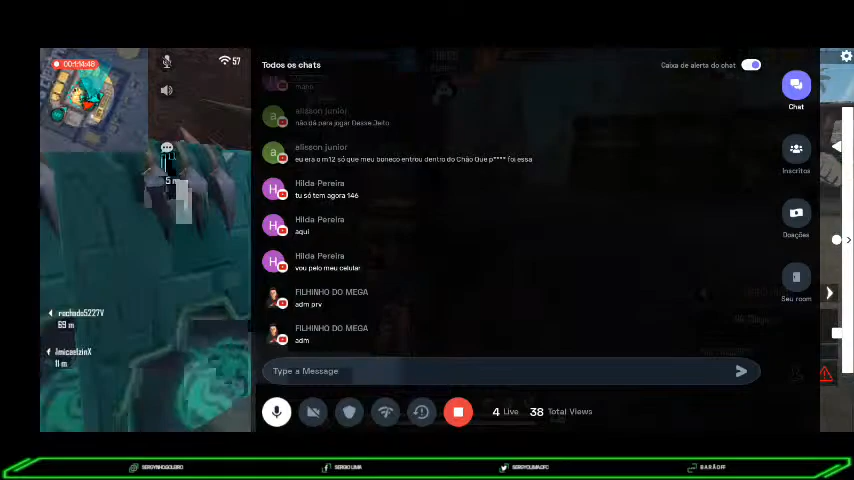 00:1:14:48
57
Todos os chats
Caixa de alerta do chat
mano
alisson junior
não dá para jogar Desse Jeito
alisson junior
eu era o m12 só que meu boneco entrou dentro do Chão Que p**** foi essa
Hilda Pereira
tu só tem agora 146
Hilda Pereira
aqui
Hilda Pereira
vou pelo meu celular
FILHINHO DO MEGA
adm prv
FILHINHO DO MEGA
adm
Chat
Inscritos
Doações
Seu room
5 m
rochado5227V
69 m
11 m
Type a Message
4 Live
38 Total Views
SERGIO LIMA